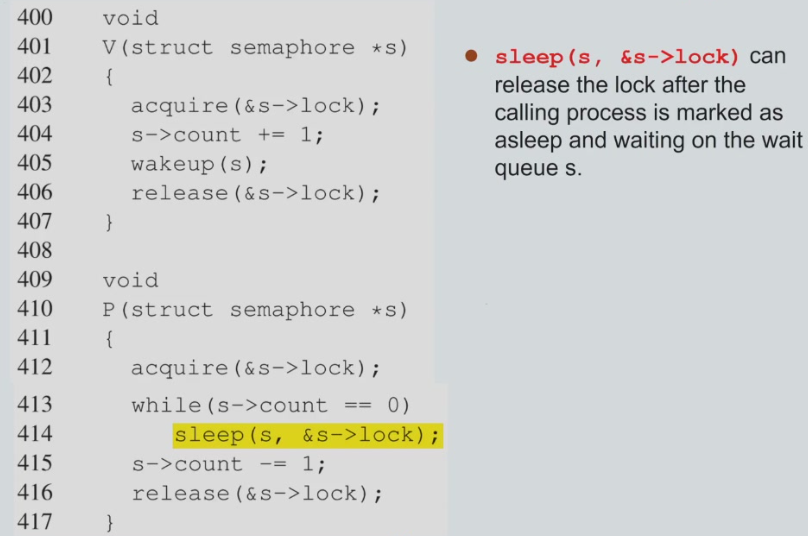 400 void
401 V(struct semaphore *s)
402 {
403 acquire(&s->lock);
404 s->count += 1;
405 wakeup(s);
406 release(&s->lock);
407 }
408
409 void
410 P(struct semaphore *s)
411 {
412 acquire(&s->lock);
413 while(s->count == 0)
414 sleep(s, &s->lock);
415 s->count -= 1;
416 release(&s->lock);
417 }
• sleep(s, &s->lock) can
release the lock after the
calling process is marked as
asleep and waiting on the wait
queue s.